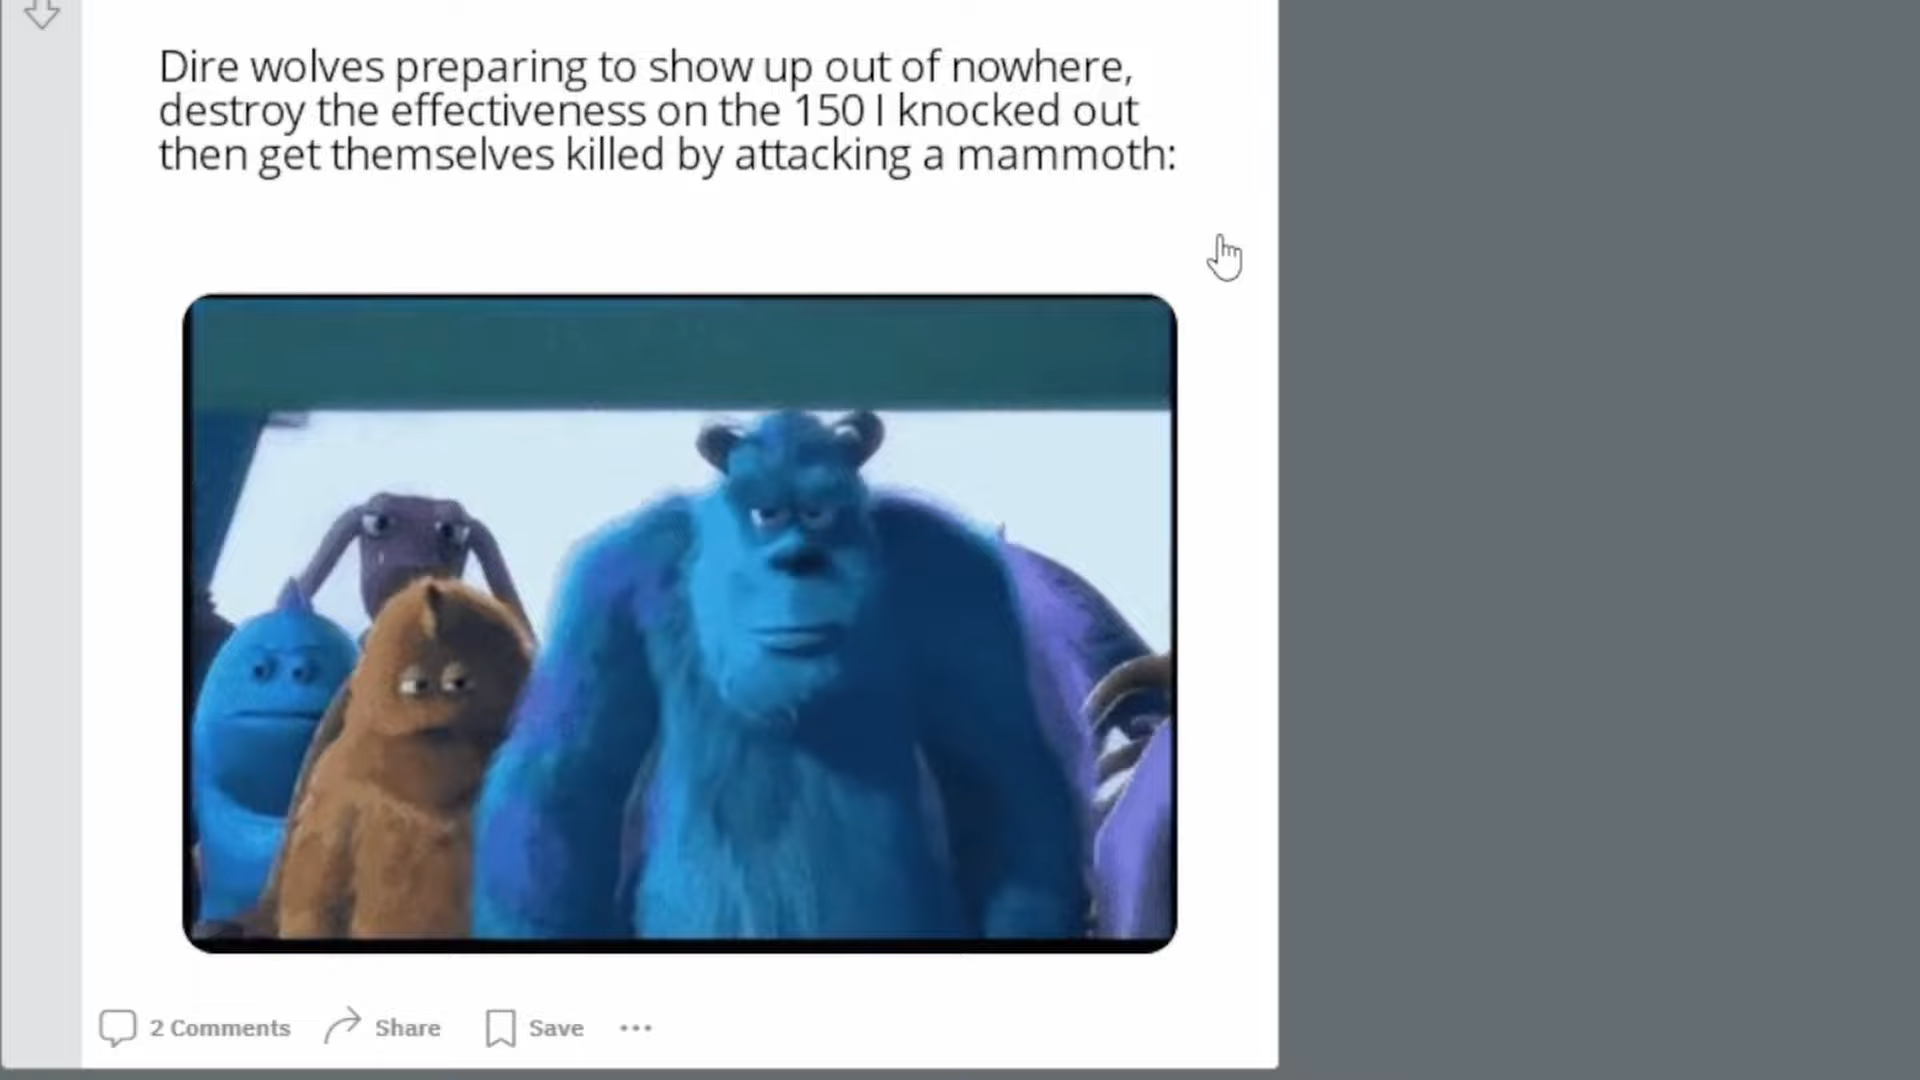 Dire wolves preparing to show up out of nowhere,
destroy the effectiveness on the 150 I knocked out
then get themselves killed by attacking a mammoth:
2 Comments Share Save